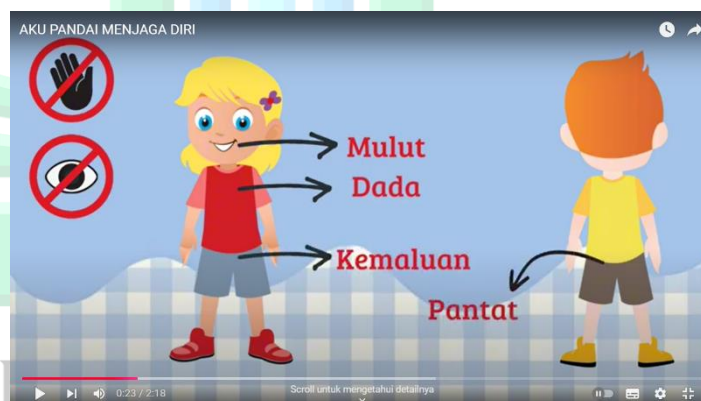 AKU PANDAI MENJAGA DIRI
Mulut
Dada
Kemaluan
Pantat
0:23 / 2:18
Scroll untuk mengetahui detailnya